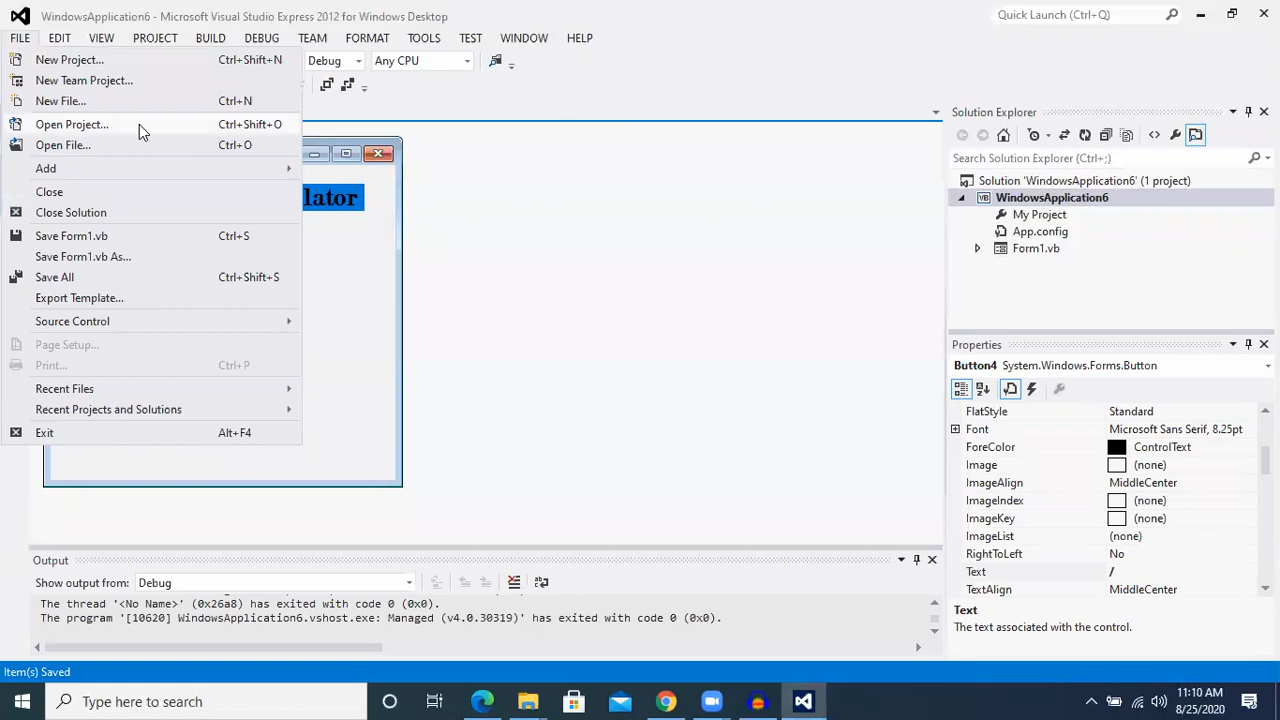 WindowsApplication6 - Microsoft Visual Studio Express 2012 for Windows Desktop
Quick Launch (Ctrl+Q)
FILE EDIT VIEW PROJECT BUILD DEBUG TEAM FORMAT TOOLS TEST WINDOW HELP
New Project... Ctrl+Shift+N
Debug Any CPU
New Team Project...
New File... Ctrl+N
Open Project... Ctrl+Shift+O
Open File... Ctrl+O
Add
Close
Close Solution
Save Form1.vb Ctrl+S
Save Form1.vb As...
Save All Ctrl+Shift+S
Export Template...
Source Control
Page Setup...
Print... Ctrl+P
Recent Files
Recent Projects and Solutions
Exit Alt+F4
lator
Solution Explorer
Search Solution Explorer (Ctrl+;)
Solution 'WindowsApplication6' (1 project)
VB WindowsApplication6
My Project
App.config
Form1.vb
Properties
Button4 System.Windows.Forms.Button
FlatStyle Standard
Font Microsoft Sans Serif, 8.25pt
ForeColor ControlText
Image (none)
ImageAlign MiddleCenter
ImageIndex (none)
ImageKey (none)
ImageList (none)
RightToLeft No
Text /
TextAlign MiddleCenter
Text
The text associated with the control.
Output
Show output from: Debug
The thread '<No Name>' (0x26a8) has exited with code 0 (0x0).
The program '[10620] WindowsApplication6.vshost.exe: Managed (v4.0.30319)' has exited with code 0 (0x0).
Item(s) Saved
Type here to search
11:10 AM
8/25/2020